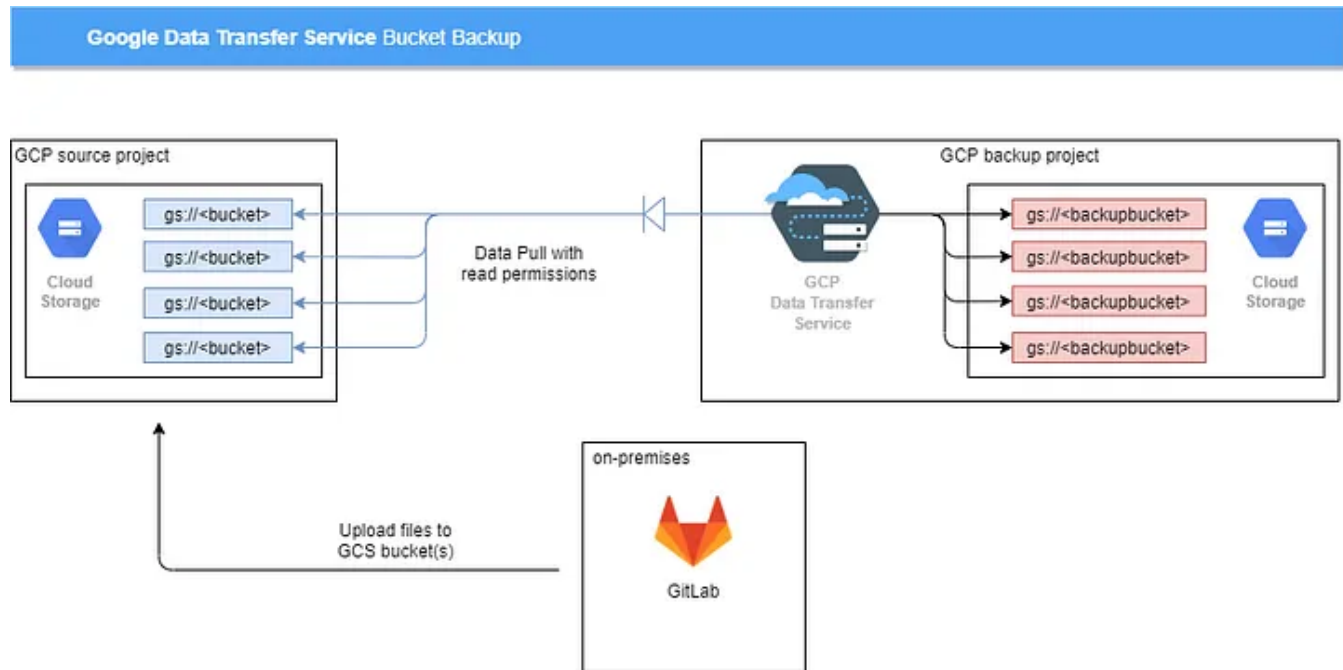 Google Data Transfer Service Bucket Backup
GCP source project
Cloud
Storage
gs://<bucket>
gs://<bucket>
gs://<bucket>
gs://<bucket>
Data Pull with
read permissions
GCP backup project
GCP
Data Transfer
Service
gs://<backupbucket>
gs://<backupbucket>
gs://<backupbucket>
gs://<backupbucket>
Cloud
Storage
Upload files to
GCS bucket(s)
on-premises
GitLab